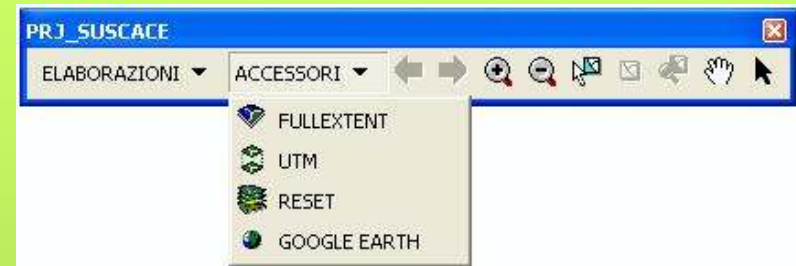 PRJ_SUSCACE
ELABORAZIONI ACCESSORI
FULLEXTENT
UTM
RESET
GOOGLE EARTH